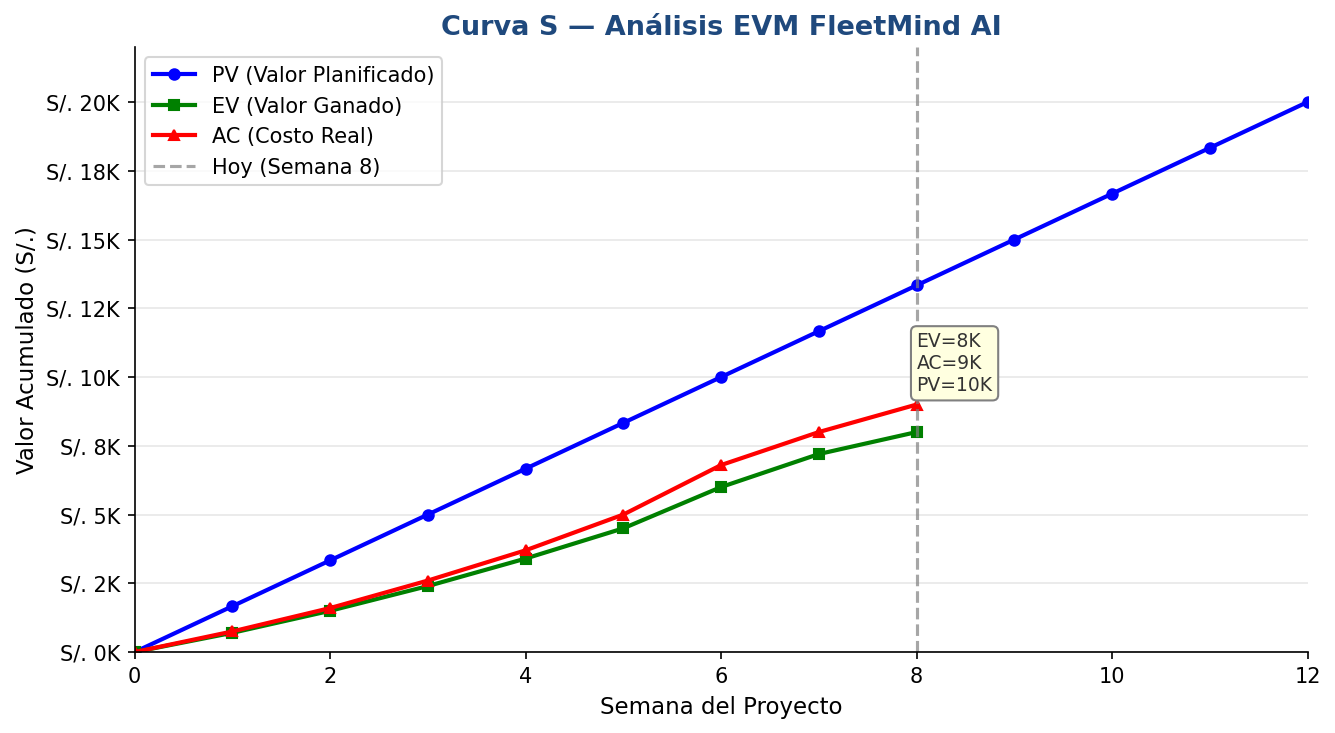 Curva S — Análisis EVM FleetMind AI
PV (Valor Planificado)
EV (Valor Ganado)
AC (Costo Real)
Hoy (Semana 8)
Valor Acumulado (S/.)
S/. 20K
S/. 18K
S/. 15K
S/. 12K
S/. 10K
S/. 8K
S/. 5K
S/. 2K
S/. 0K
EV=8K
AC=9K
PV=10K
0 2 4 6 8 10 12
Semana del Proyecto